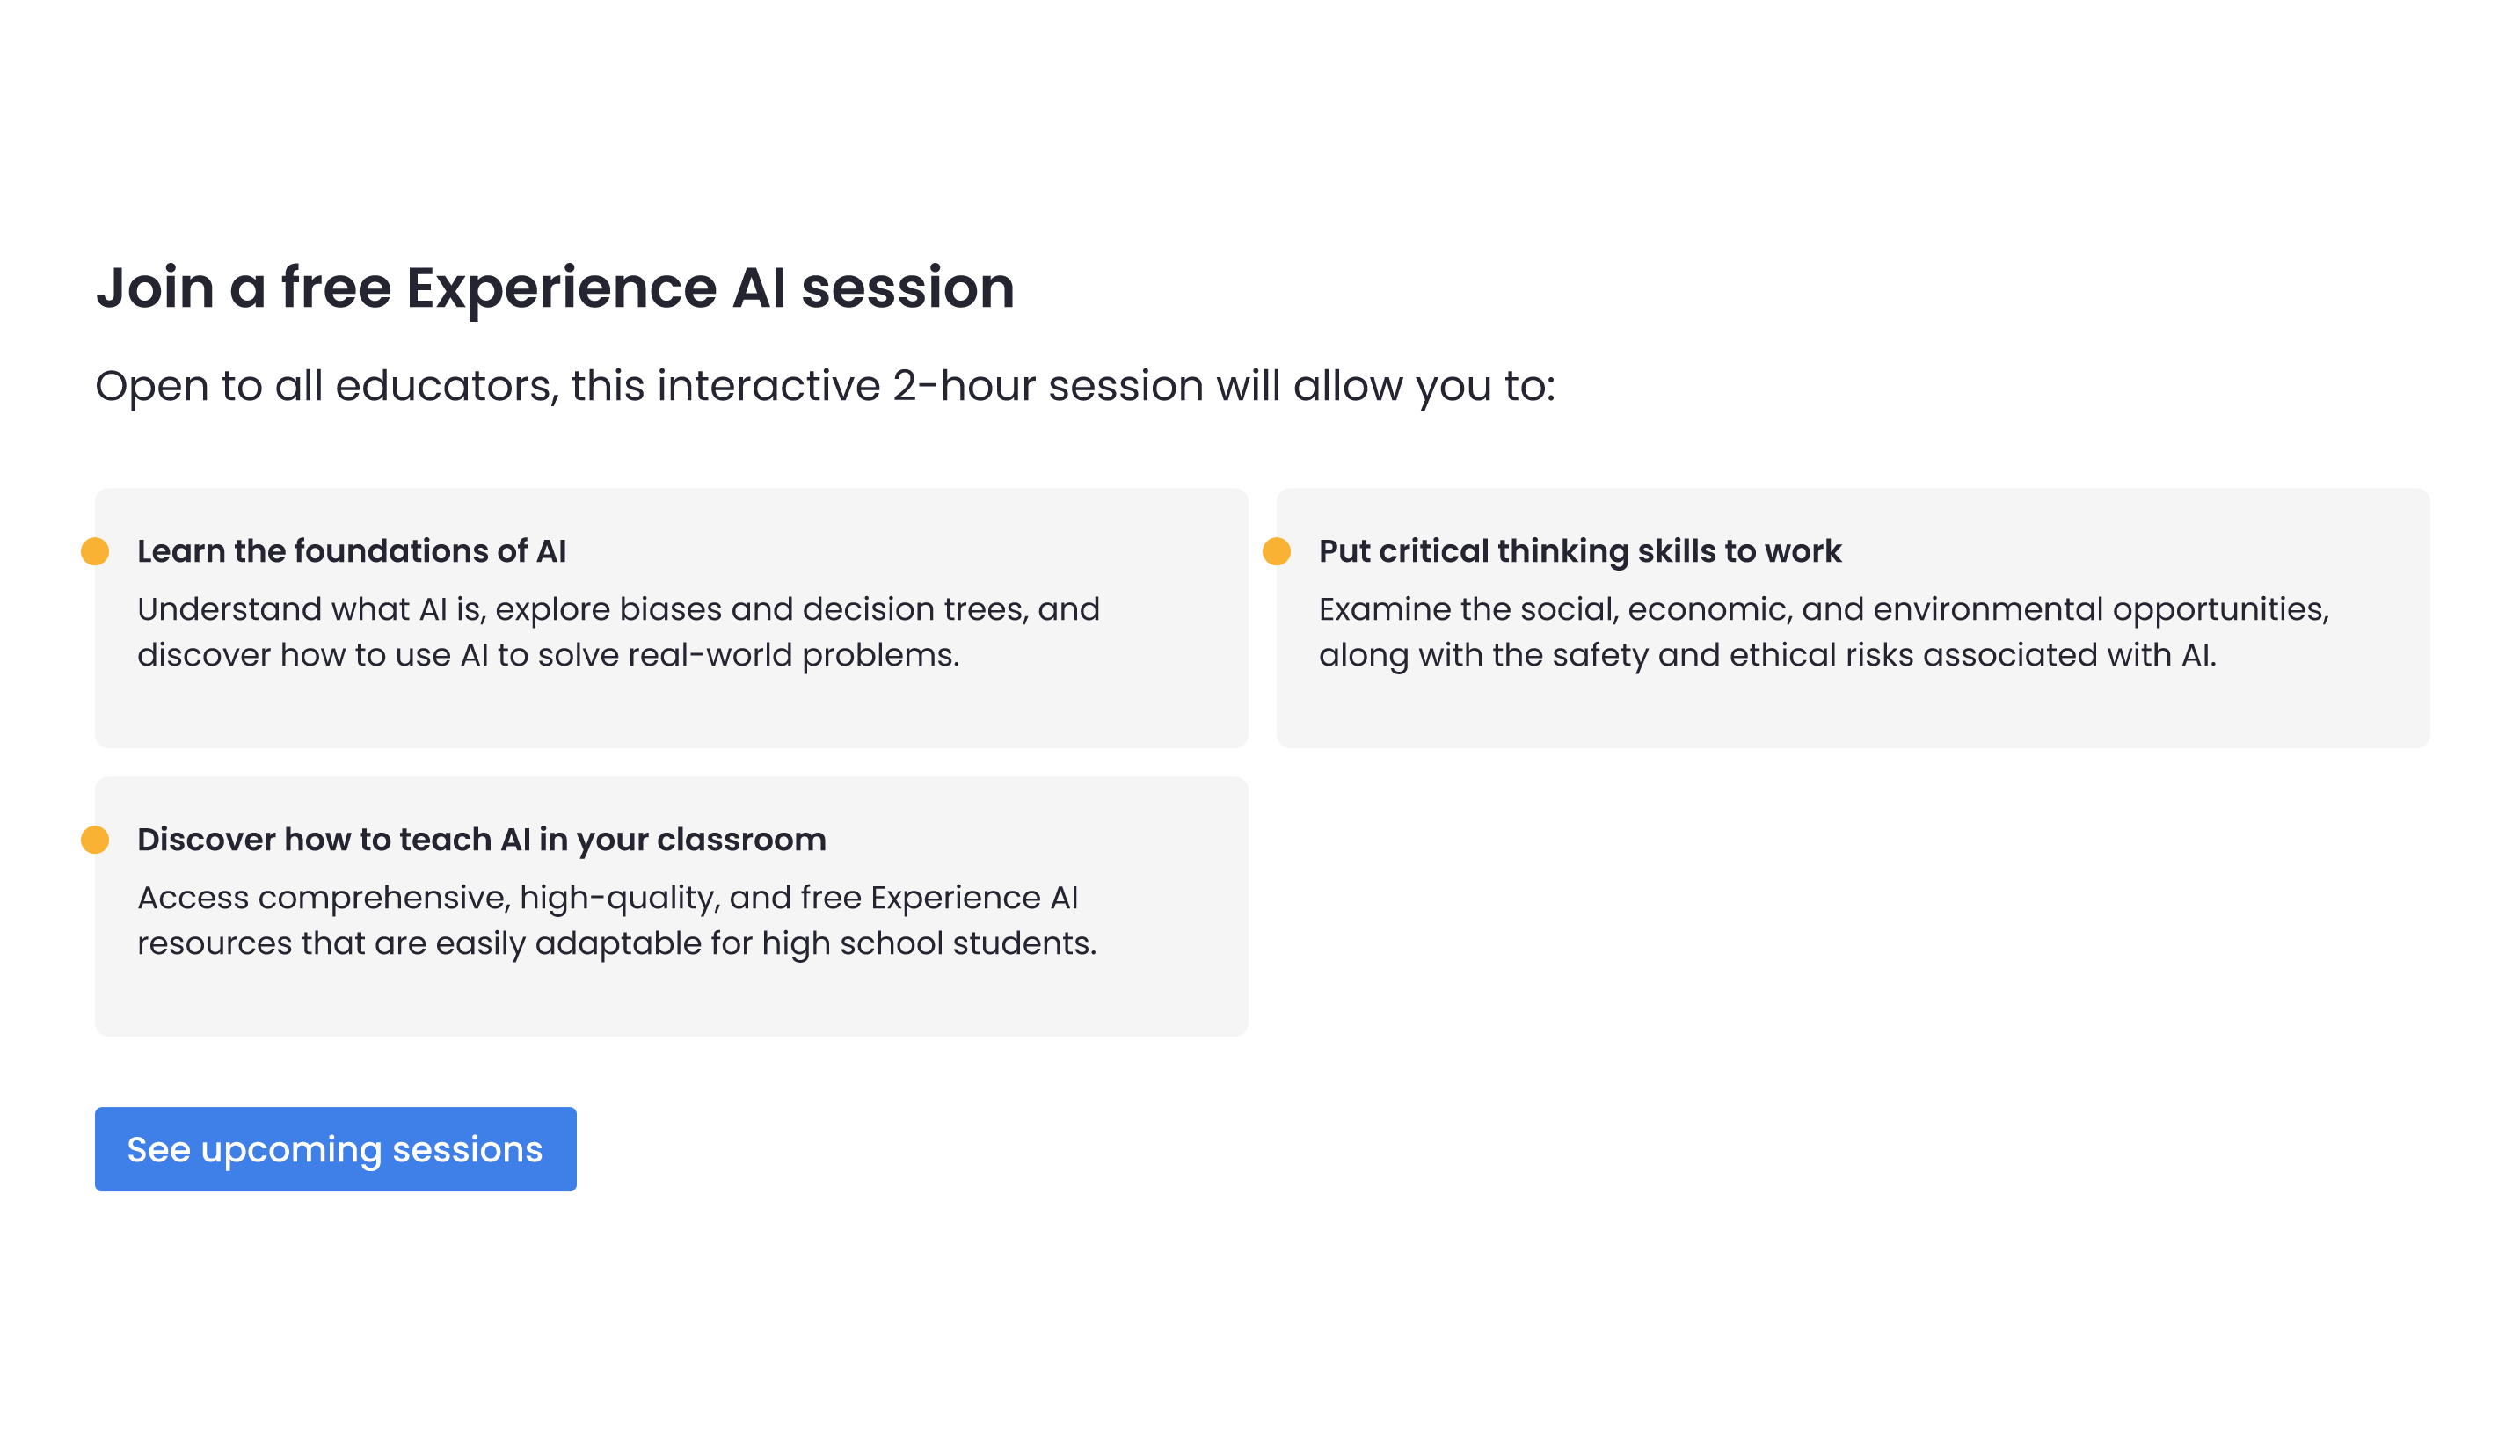 Join a free Experience AI session
Open to all educators, this interactive 2-hour session will allow you to:
Learn the foundations of AI
Understand what AI is, explore biases and decision trees, and
discover how to use AI to solve real-world problems.
Put critical thinking skills to work
Examine the social, economic, and environmental opportunities,
along with the safety and ethical risks associated with AI.
Discover how to teach AI in your classroom
Access comprehensive, high-quality, and free Experience AI
resources that are easily adaptable for high school students.
See upcoming sessions